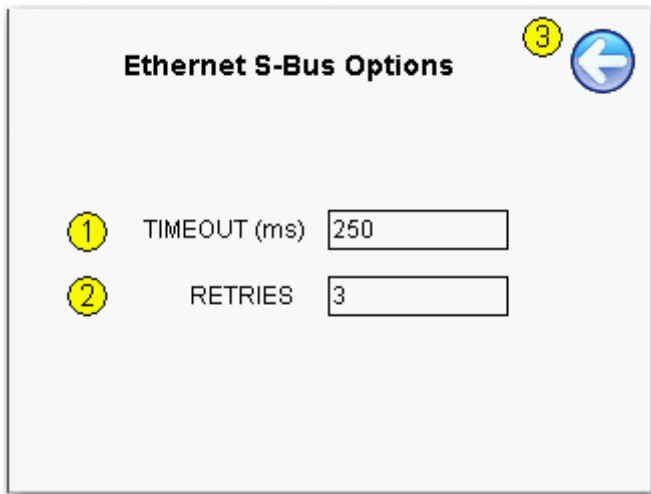 3
Ethernet S-Bus Options
1 TIMEOUT (ms) 250
2 RETRIES 3